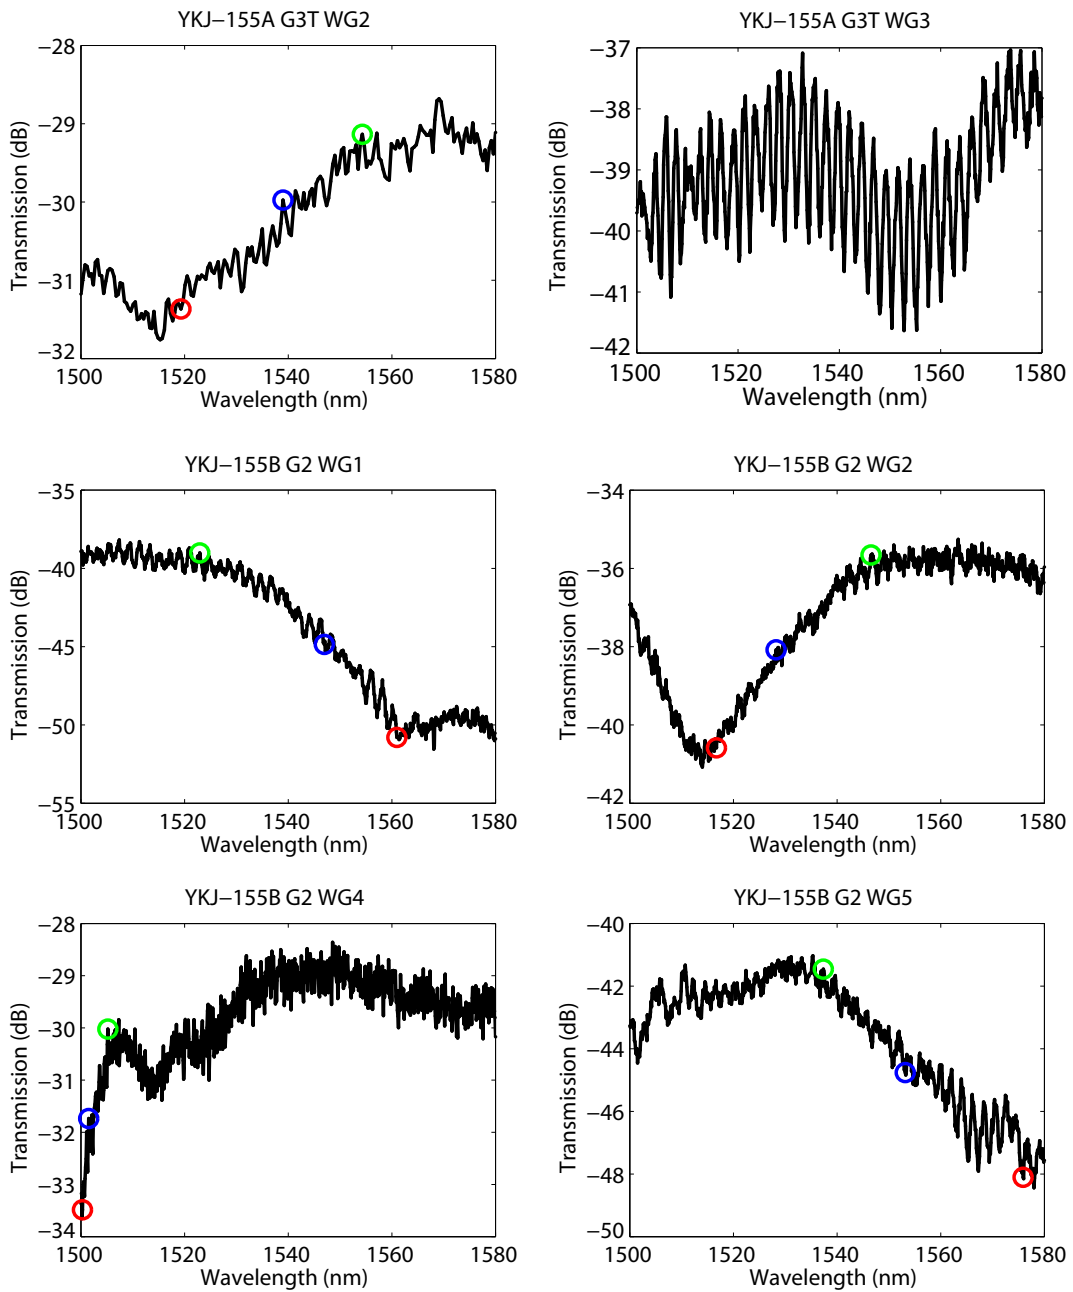 YKJ−155A G3T WG2
−28
−29
−30
−31
−32
1500 1520 1540 1560 1580
Wavelength (nm)
Transmission (dB)
YKJ−155A G3T WG3
−37
−38
−39
−40
−41
−42
1500 1520 1540 1560 1580
Wavelength (nm)
Transmission (dB)
YKJ−155B G2 WG1
−35
−40
−45
−50
−55
1500 1520 1540 1560 1580
Wavelength (nm)
Transmission (dB)
YKJ−155B G2 WG2
−34
−36
−38
−40
−42
1500 1520 1540 1560 1580
Wavelength (nm)
Transmission (dB)
YKJ−155B G2 WG4
−28
−29
−30
−31
−32
−33
−34
1500 1520 1540 1560 1580
Wavelength (nm)
Transmission (dB)
YKJ−155B G2 WG5
−40
−42
−44
−46
−48
−50
1500 1520 1540 1560 1580
Wavelength (nm)
Transmission (dB)